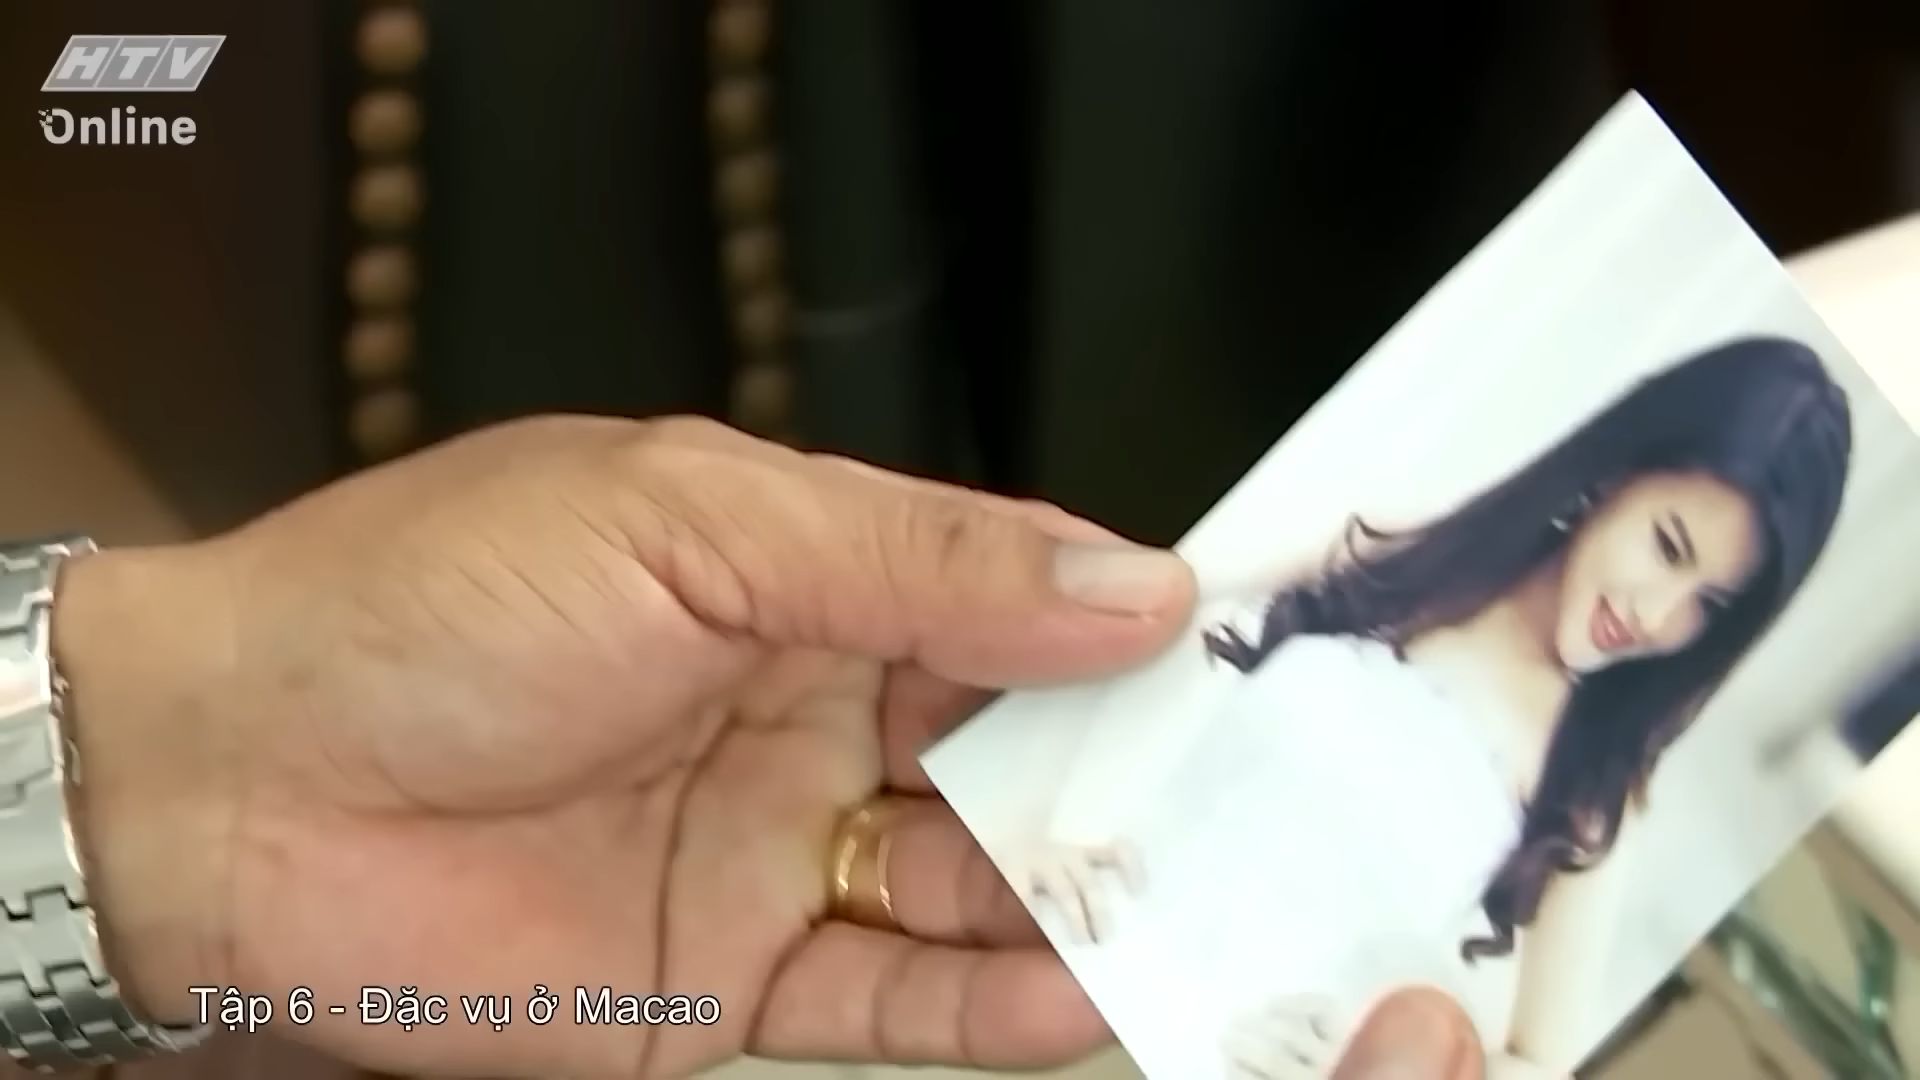 HTV
Online
Tập 6 - Đặc vụ ở Macao